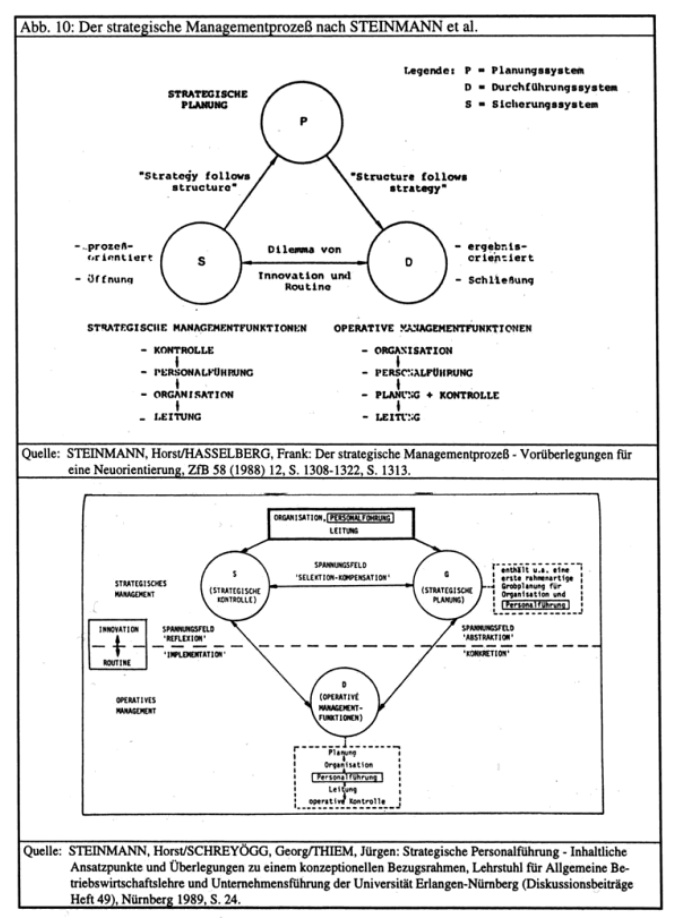 Abb. 10: Der strategische Managementprozeß nach STEINMANN et al.
Legende: P = Planungssystem
D = Durchführungssystem
S = Sicherungssystem
STRATEGISCHE
PLANUNG
P
"Strategy follows
structure"
"Structure follows
strategy"
- prozeß-
orientiert
- Öffnung
S
Dilemma von
Innovation und
Routine
D
- ergebnis-
orientiert
- Schließung
STRATEGISCHE MANAGEMENTFUNKTIONEN
- KONTROLLE
- PERSONALFÜHRUNG
- ORGANISATION
- LEITUNG
OPERATIVE MANAGEMENTFUNKTIONEN
- ORGANISATION
- PERSONALFÜHRUNG
- PLANUNG + KONTROLLE
- LEITUNG
Quelle: STEINMANN, Horst/HASSELBERG, Frank: Der strategische Managementprozeß - Vorüberlegungen für
eine Neuorientierung, ZfB 58 (1988) 12, S. 1308-1322, S. 1313.
ORGANISATION, PERSONALFÜHRUNG
LEITUNG
STRATEGISCHES
MANAGEMENT
S
(STRATEGISCHE
KONTROLLE)
SPANNUNGSFELD
'SELEKTION-KOMPENSATION'
G
(STRATEGISCHE
PLANUNG)
enthält u.a. eine
erste rahmenartige
Grobplanung für
Organisation und
Personalführung
INNOVATION
ROUTINE
SPANNUNGSFELD
'REFLEXION'
'IMPLEMENTATION'
SPANNUNGSFELD
'ABSTRAKTION'
'KONKRETION'
OPERATIVES
MANAGEMENT
D
(OPERATIVE
MANAGEMENT-
FUNKTIONEN)
Planung
Organisation
Personalführung
Leitung
operative Kontrolle
Quelle: STEINMANN, Horst/SCHREYÖGG, Georg/THIEM, Jürgen: Strategische Personalführung - Inhaltliche
Ansatzpunkte und Überlegungen zu einem konzeptionellen Bezugsrahmen, Lehrstuhl für Allgemeine Be-
triebswirtschaftslehre und Unternehmensführung der Universität Erlangen-Nürnberg (Diskussionsbeiträge
Heft 49), Nürnberg 1989, S. 24.